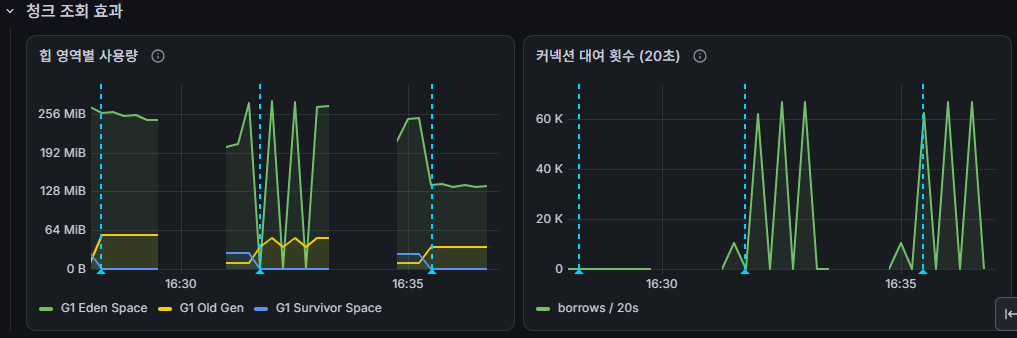 청크 조회 효과
힙 영역별 사용량
256 MiB
192 MiB
128 MiB
64 MiB
0 B
16:30
16:35
G1 Eden Space
G1 Old Gen
G1 Survivor Space
커넥션 대여 횟수 (20초)
60 K
40 K
20 K
0
16:30
16:35
borrows / 20s